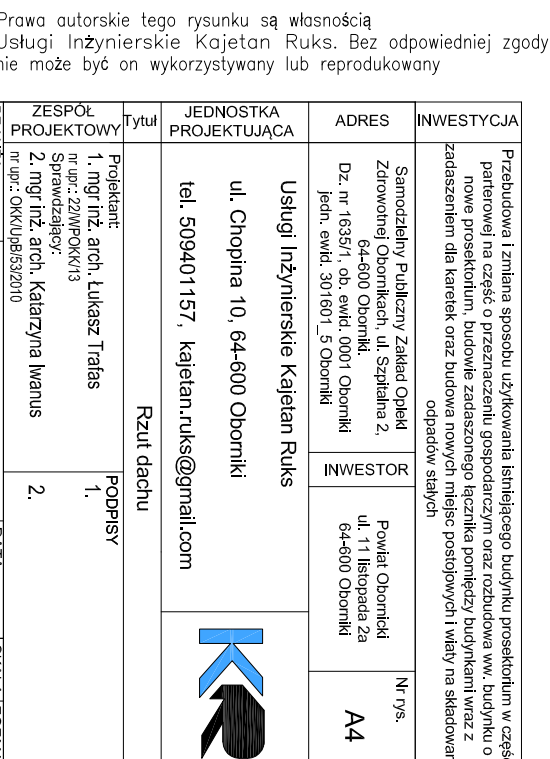 Prawa autorskie tego rysunku są własnością
Usługi Inżynierskie Kajetan Ruks. Bez odpowiedniej zgody
nie może być on wykorzystywany lub reprodukowany
INWESTYCJA
Przebudowa i zmiana sposobu użytkowania istniejącego budynku prosektorium w
parterowej na część o przeznaczeniu gospodarczym oraz rozbudowa ww. budynku o
nowe prosektorium, budowie zadaszonego łącznika pomiędzy budynkami wraz z
zadaszeniem dla karetek oraz budowa nowych miejsc postojowych i wiaty na
odpadów stałych
ADRES
Samodzielny Publiczny Zakład Opieki
Zdrowotnej Obornikach, ul. Szpitalna 2,
64-600 Oborniki.
Dz. nr 1635/1, ob. ewid. 0001 Oborniki
jedn. ewid. 301601_5 Oborniki
INWESTOR
Powiat Obornicki
ul. 11 listopada 2a
64-600 Oborniki
Nr rys.
A4
JEDNOSTKA
PROJEKTUJĄCA
Usługi Inżynierskie Kajetan Ruks
ul. Chopina 10, 64-600 Oborniki
tel. 509401157, kajetan.ruks@gmail.com
KR
Tytuł
Rzut dachu
ZESPÓŁ
PROJEKTOWY
Projektant:
1. mgr inż. arch. Łukasz Trafas
nr upr.: 22/WPOKK/13
Sprawdzający:
2. mgr inż. arch. Katarzyna Iwanus
nr upr.: OKK/UpB/53/2010
PODPISY
1.
2.